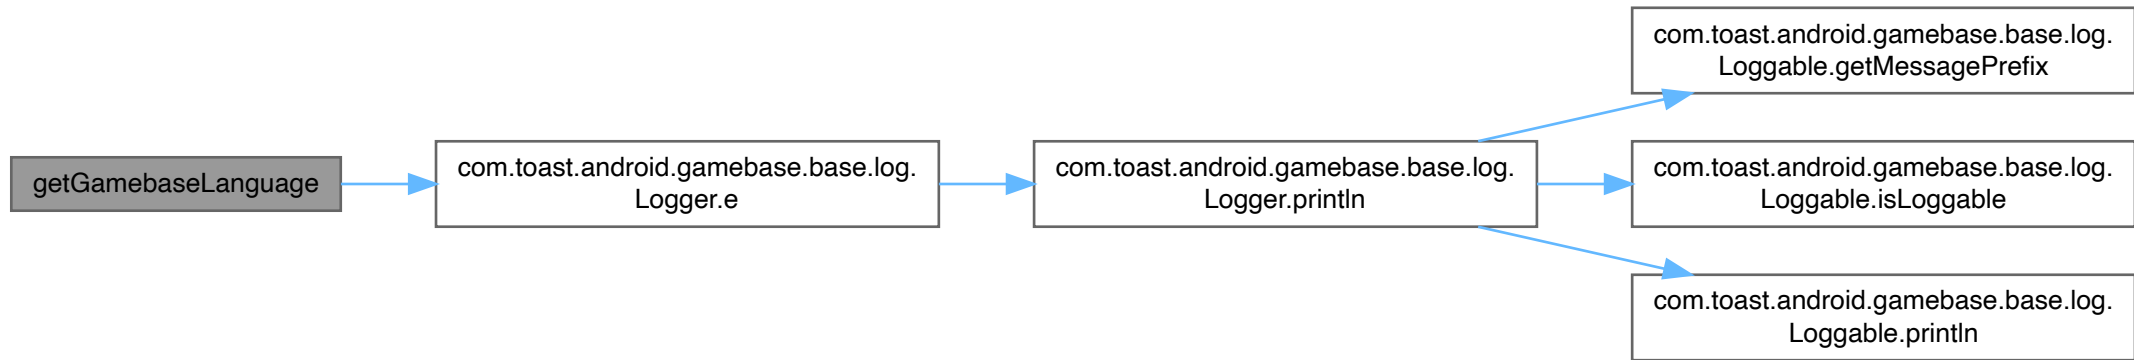 getGamebaseLanguage
com.toast.android.gamebase.base.log.
Logger.e
com.toast.android.gamebase.base.log.
Logger.println
com.toast.android.gamebase.base.log.
Loggable.getMessagePrefix
com.toast.android.gamebase.base.log.
Loggable.isLoggable
com.toast.android.gamebase.base.log.
Loggable.println